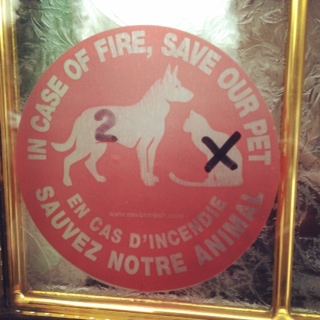 IN CASE OF FIRE, SAVE OUR PET
2
X
EN CAS D'INCENDIE
SAUVEZ NOTRE ANIMAL